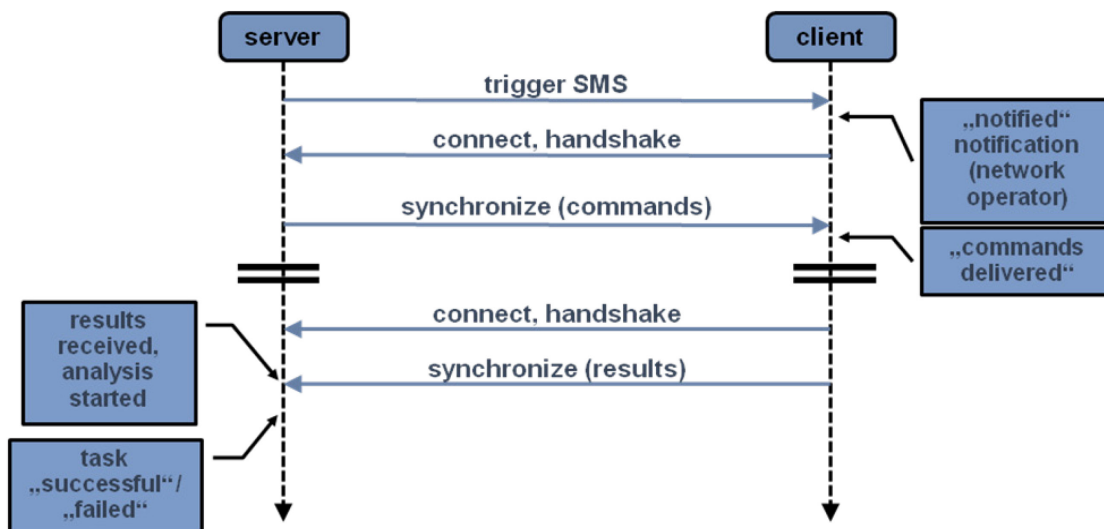 server
client
trigger SMS
„notified“
notification
(network
operator)
connect, handshake
synchronize (commands)
„commands
delivered“
connect, handshake
results
received,
analysis
started
synchronize (results)
task
„successful“/
„failed“